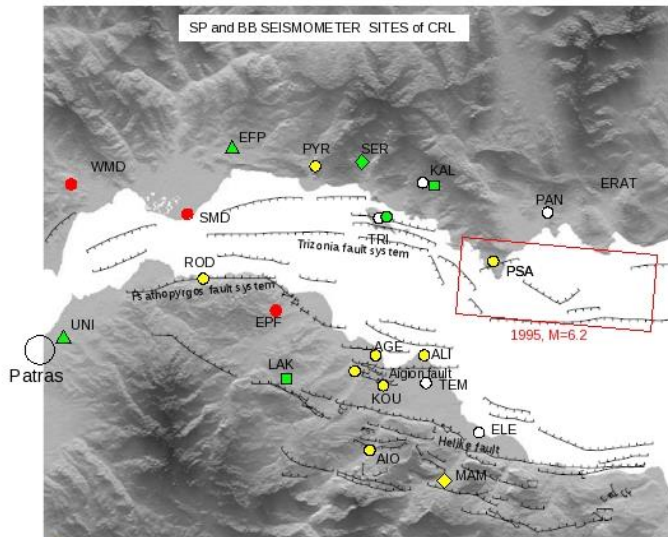 SP and BB SEISMOMETER SITES of CRL
EFP
PYR
SER
WMD
KAL
ERAT
PAN
SMD
TRI
Trizonia fault system
ROD
PSA
Psathopyrgos fault system
EPF
UNI
1995, M=6.2
AGE
ALI
Patras
LAK
Aigion fault
TEM
KOU
ELE
Helike fault
AIO
MAM